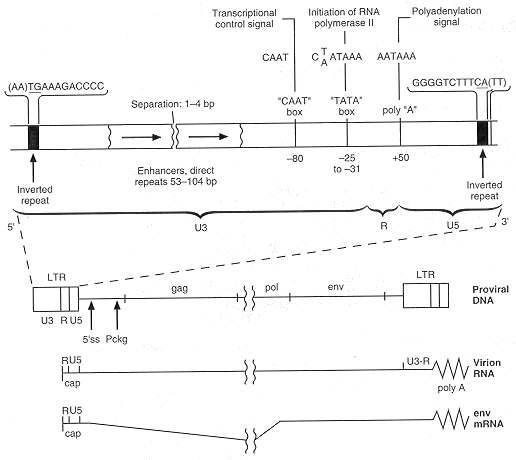 Transcriptional
control signal
Initiation of RNA
polymerase II
Polyadenylation
signal
CAAT
C T A ATAAA
AATAAA
(AA)TGAAAGACCCC
GGGGTCTTTCA(TT)
Separation: 1–4 bp
"CAAT"
box
"TATA"
box
poly "A"
Inverted
repeat
Enhancers, direct
repeats 53–104 bp
–80
–25
to –31
+50
Inverted
repeat
5'
U3
R
U5
3'
LTR
gag
pol
env
LTR
Proviral
DNA
U3 R U5
5'ss Pckg
RU5
cap
U3-R
poly A
Virion
RNA
RU5
cap
env
mRNA